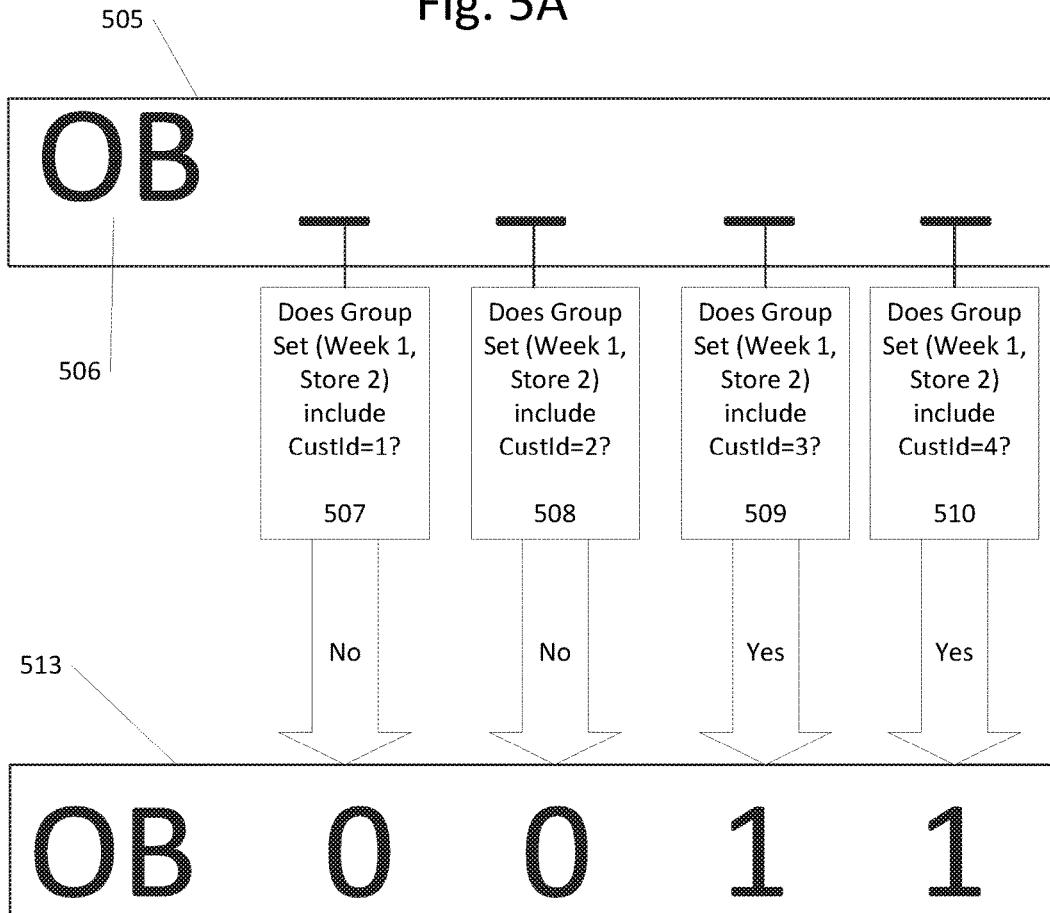 Fig. 5A
505
OB
506
Does Group
Set (Week 1,
Store 2)
include
CustId=1?
507
Does Group
Set (Week 1,
Store 2)
include
CustId=2?
508
Does Group
Set (Week 1,
Store 2)
include
CustId=3?
509
Does Group
Set (Week 1,
Store 2)
include
CustId=4?
510
No
No
Yes
Yes
513
OB 0 0 1 1